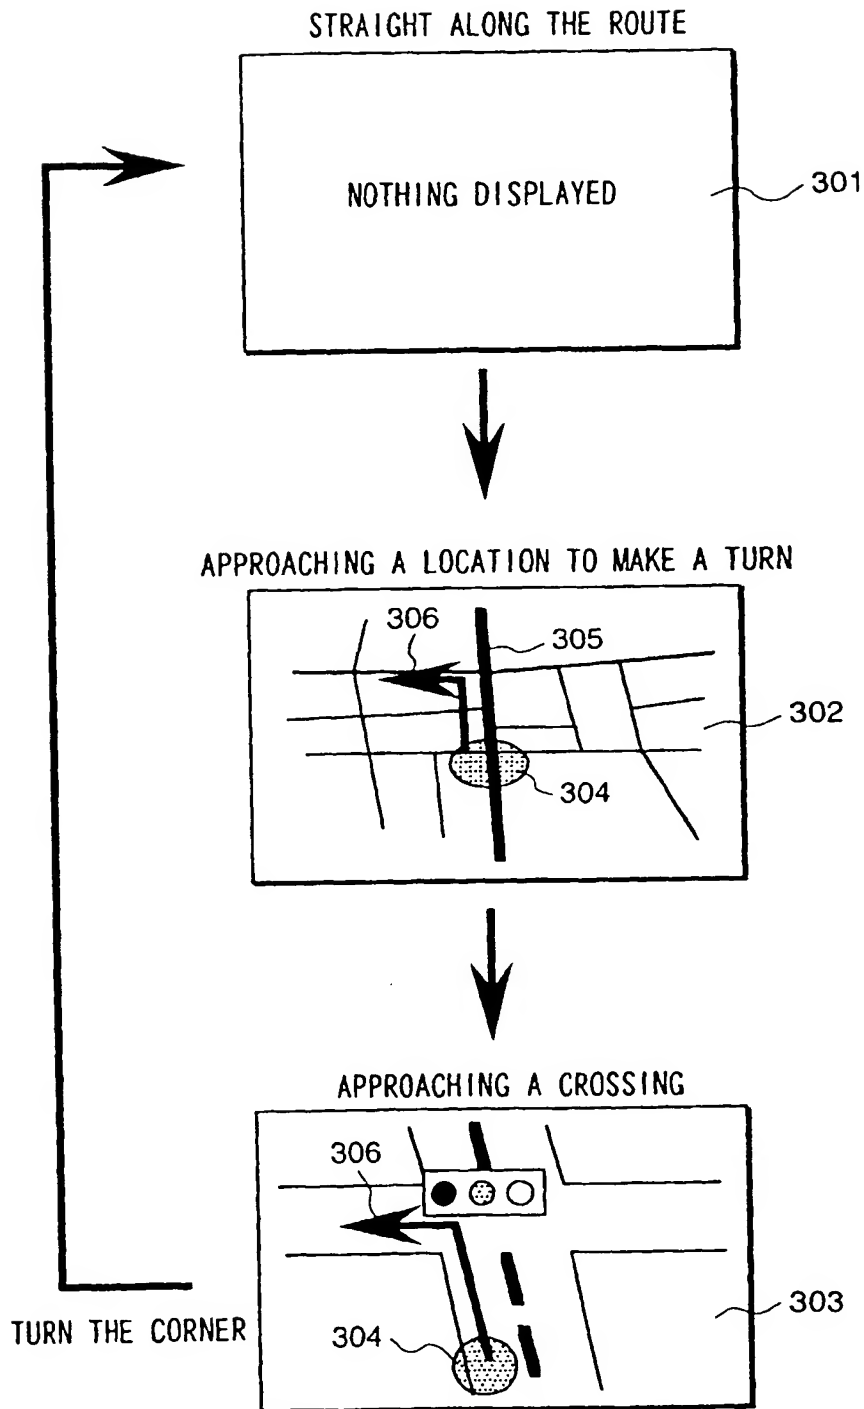 STRAIGHT ALONG THE ROUTE
NOTHING DISPLAYED
301
APPROACHING A LOCATION TO MAKE A TURN
306
305
302
304
APPROACHING A CROSSING
306
303
TURN THE CORNER
304